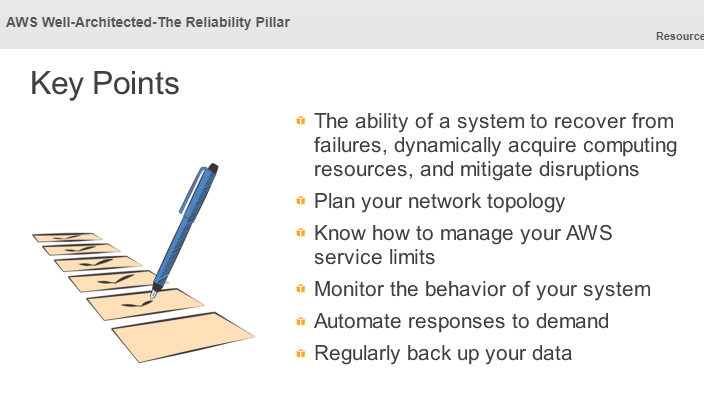 AWS Well-Architected-The Reliability Pillar
Resource
Key Points
The ability of a system to recover from
failures, dynamically acquire computing
resources, and mitigate disruptions
Plan your network topology
Know how to manage your AWS
service limits
Monitor the behavior of your system
Automate responses to demand
Regularly back up your data